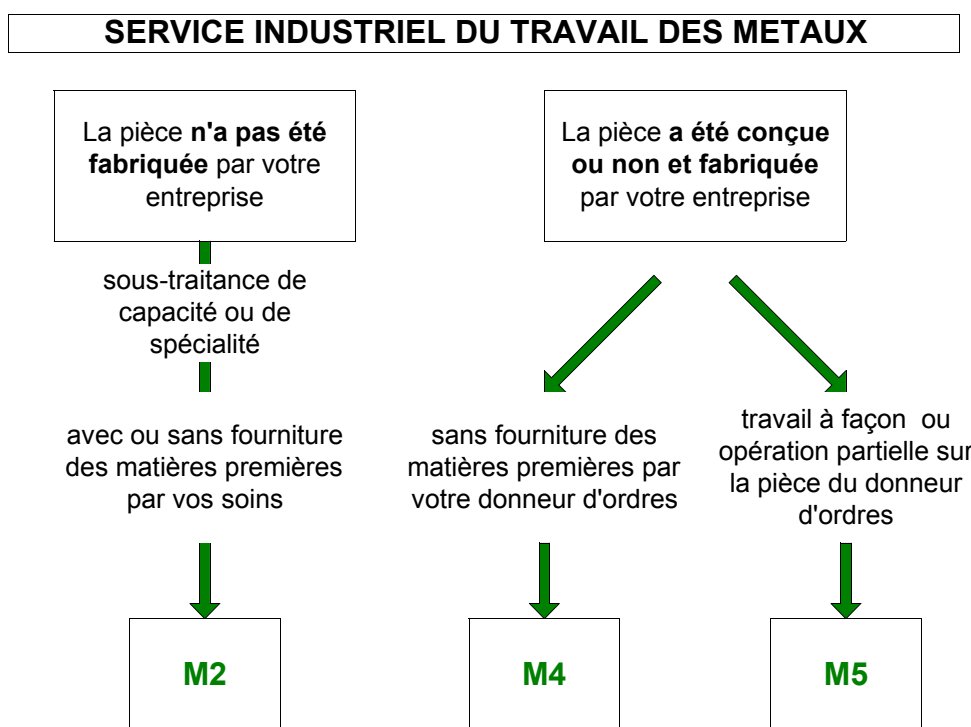 SERVICE INDUSTRIEL DU TRAVAIL DES METAUX
La pièce n'a pas été
fabriquée par votre
entreprise
La pièce a été conçue
ou non et fabriquée
par votre entreprise
sous-traitance de
capacité ou de
spécialité
avec ou sans fourniture
des matières premières
par vos soins
sans fourniture des
matières premières par
votre donneur d'ordres
travail à façon ou
opération partielle sur
la pièce du donneur
d'ordres
M2
M4
M5